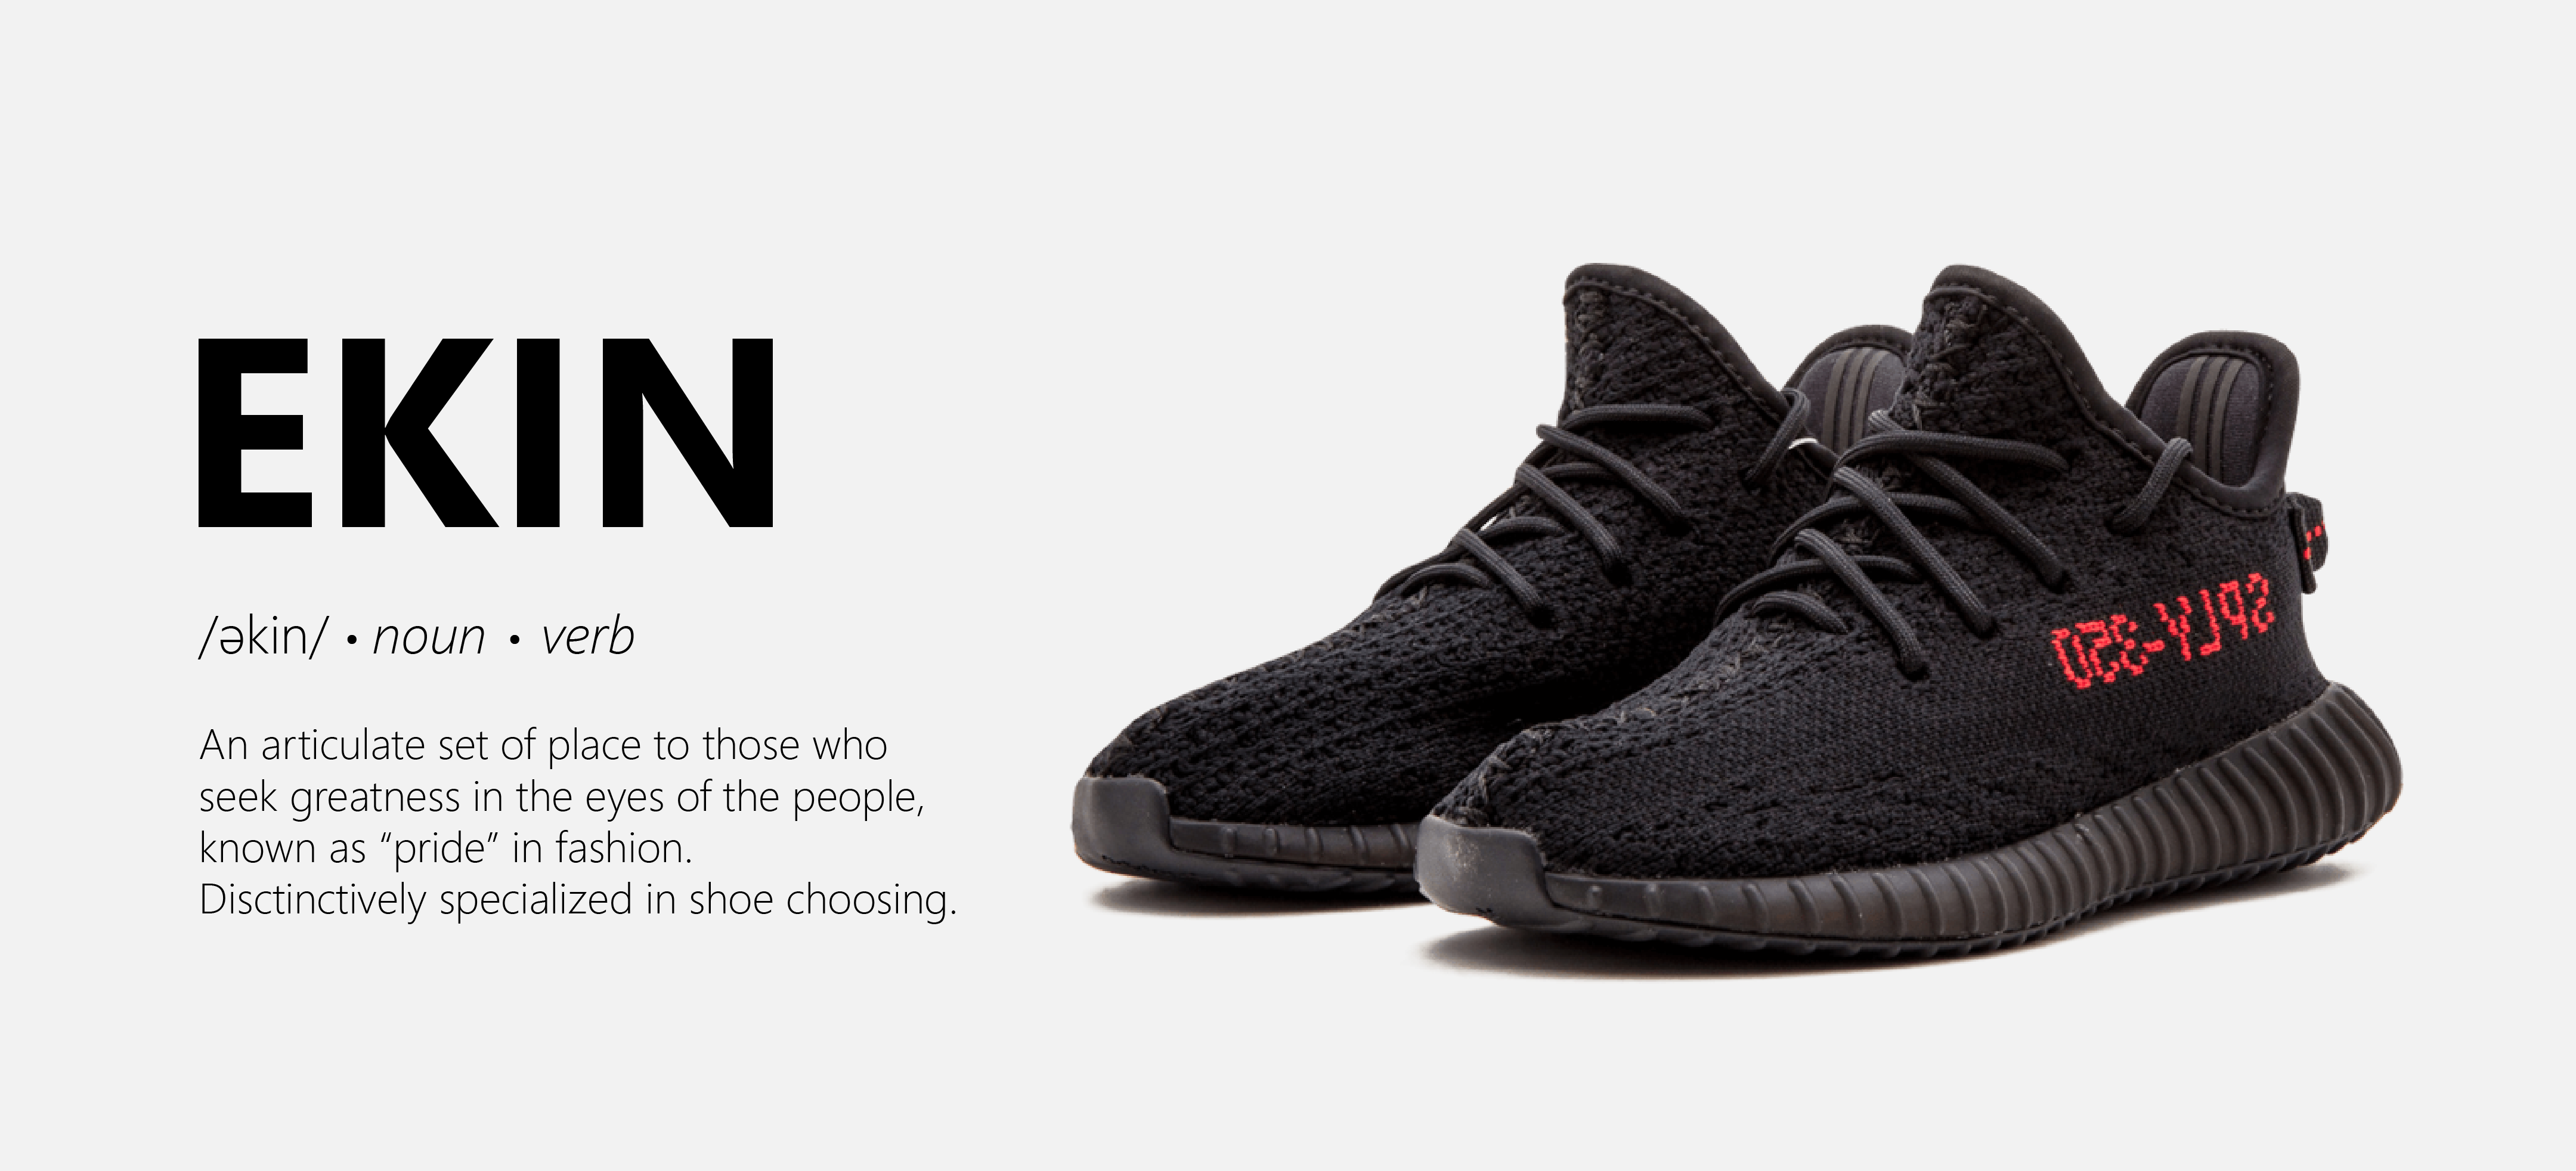 EKIN
/əkin/ • noun • verb
An articulate set of place to those who
seek greatness in the eyes of the people,
known as “pride” in fashion.
Disctinctively specialized in shoe choosing.
SPLY-350